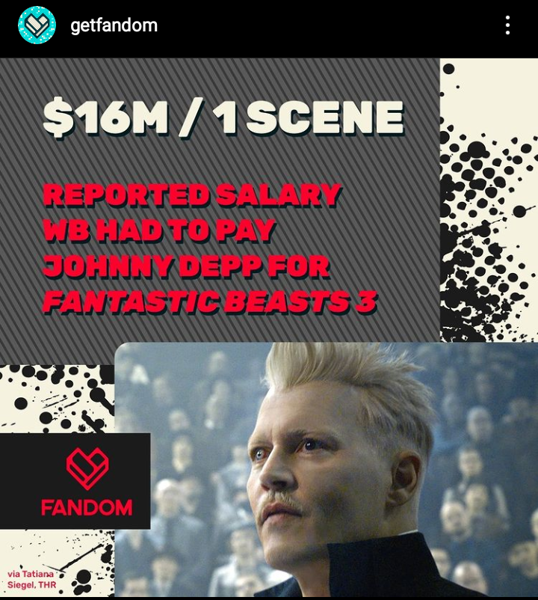 getfandom
$16M / 1 SCENE
REPORTED SALARY
WB HAD TO PAY
JOHNNY DEPP FOR
FANTASTIC BEASTS 3
FANDOM
via Tatiana
Siegel, THR